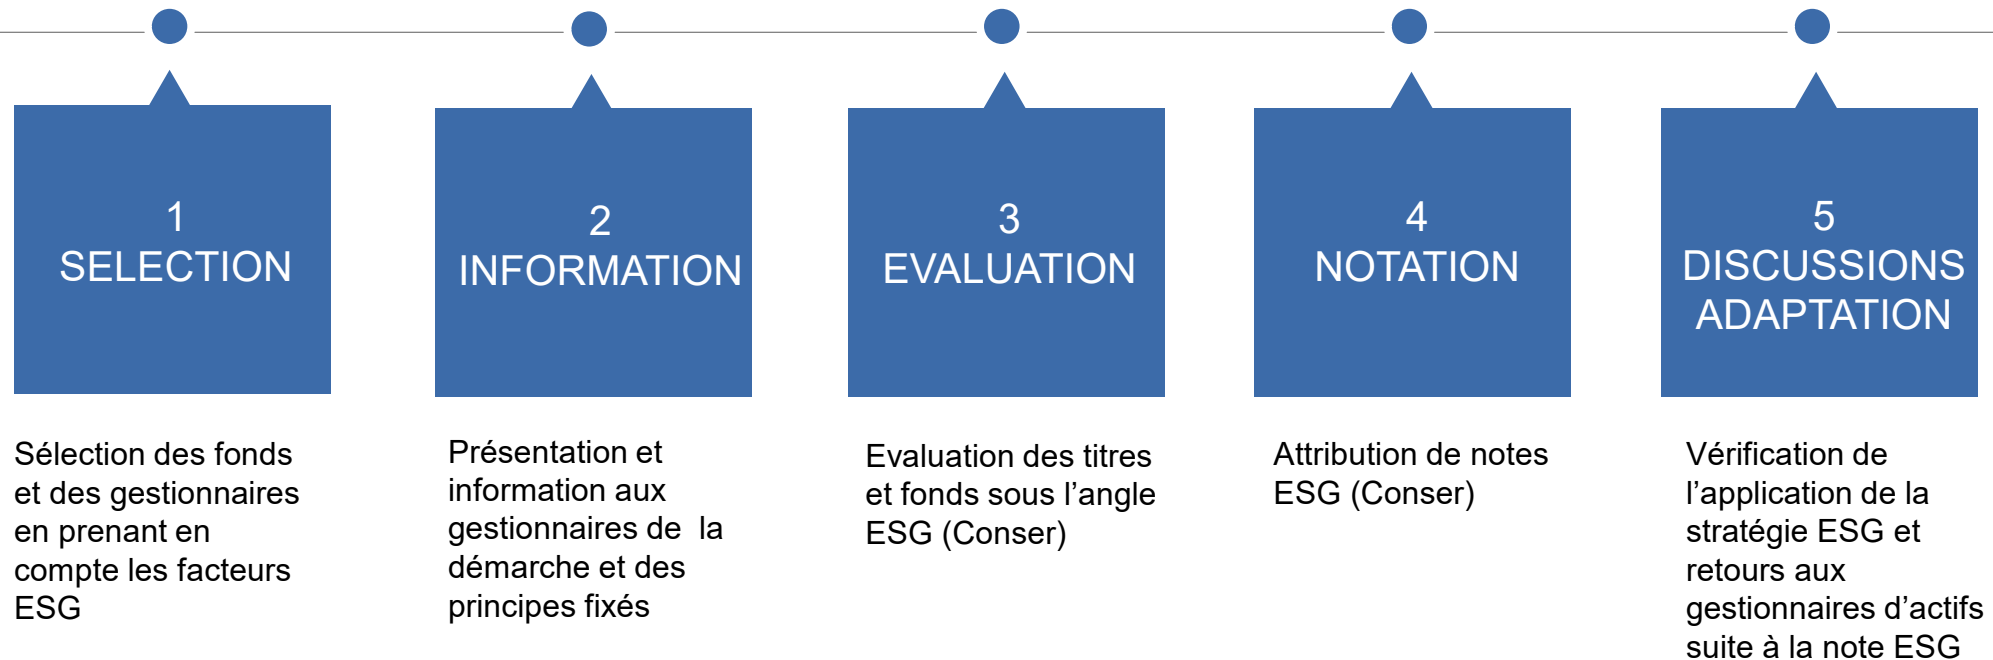 1
SELECTION
2
INFORMATION
3
EVALUATION
4
NOTATION
5
DISCUSSIONS
ADAPTATION
Sélection des fonds
et des gestionnaires
en prenant en
compte les facteurs
ESG
Présentation et
information aux
gestionnaires de  la
démarche et des
principes fixés
Evaluation des titres
et fonds sous l’angle
ESG (Conser)
Attribution de notes
ESG (Conser)
Vérification de
l’application de la
stratégie ESG et
retours aux
gestionnaires d’actifs
suite à la note ESG